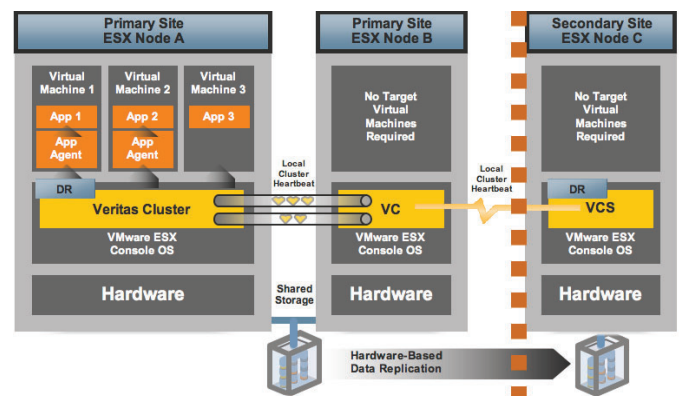 Primary Site
ESX Node A
Primary Site
ESX Node B
Secondary Site
ESX Node C
Virtual
Machine 1
Virtual
Machine 2
Virtual
Machine 3
App 1
App 2
App 3
App
Agent
App
Agent
No Target
Virtual
Machines
Required
No Target
Virtual
Machines
Required
Local
Cluster
Heartbeat
Local
Cluster
Heartbeat
DR
Veritas Cluster
VC
DR
VCS
VMware ESX
Console OS
VMware ESX
Console OS
VMware ESX
Console OS
Hardware
Shared
Storage
Hardware
Hardware
Hardware-Based
Data Replication